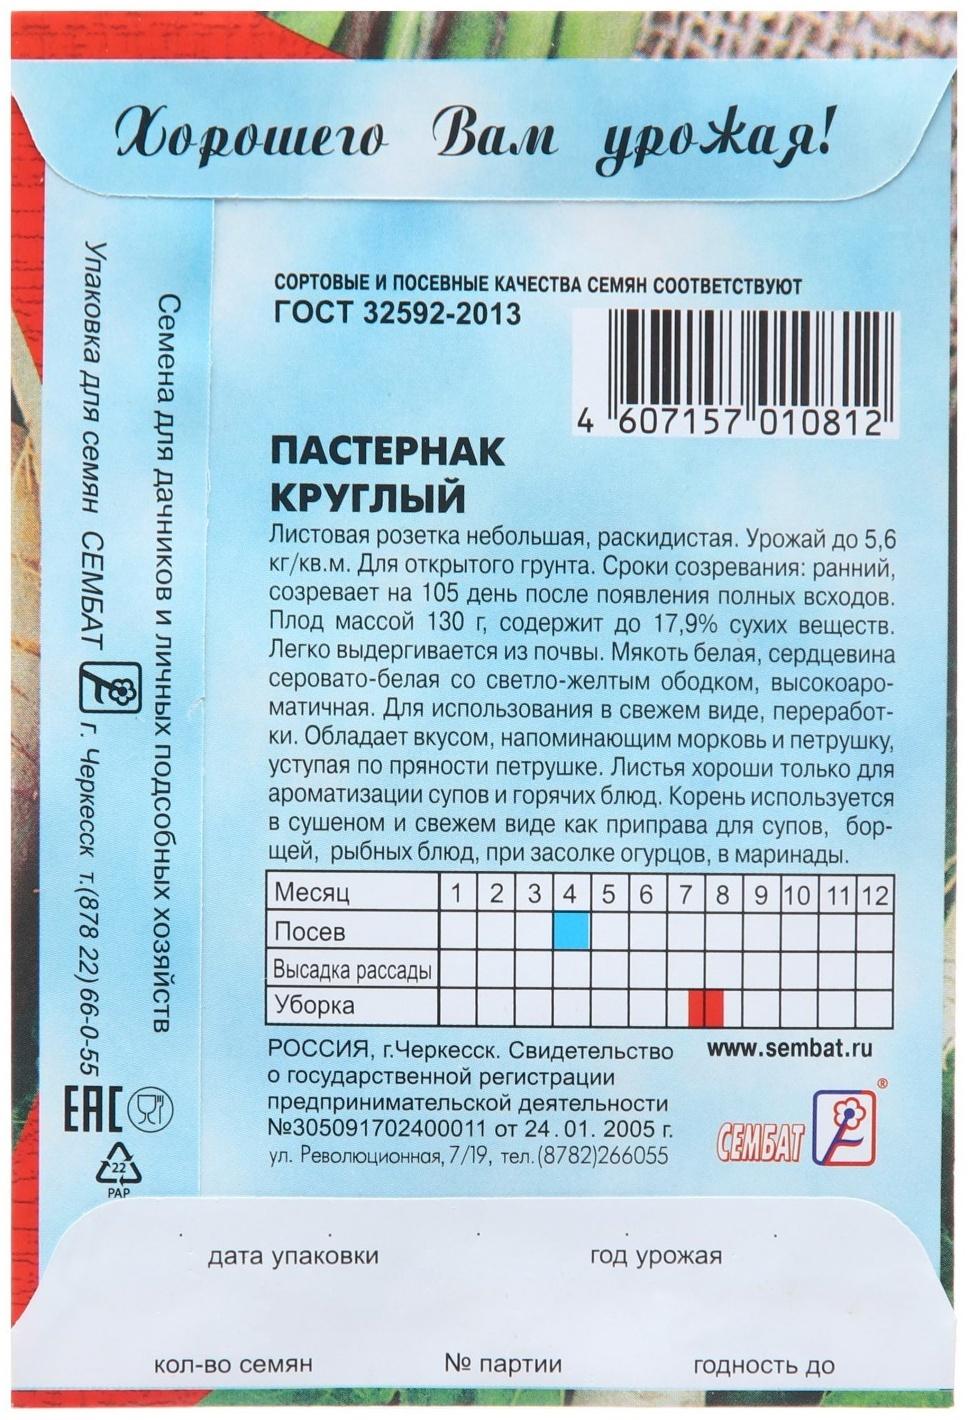 Хорошего Вам урожая!
Упаковка для семян СЕМБАТ г. Черкесск т.(878 22) 66-0-55
Семена для дачников и личных подсобных хозяйств
СОРТОВЫЕ И ПОСЕВНЫЕ КАЧЕСТВА СЕМЯН СООТВЕТСТВУЮТ
ГОСТ 32592-2013
4 607157 010812
ПАСТЕРНАК
КРУГЛЫЙ
Листовая розетка небольшая, раскидистая. Урожай до 5,6
кг/кв.м. Для открытого грунта. Сроки созревания: ранний,
созревает на 105 день после появления полных всходов.
Плод массой 130 г, содержит до 17,9% сухих веществ.
Легко выдергивается из почвы. Мякоть белая, сердцевина
серовато-белая со светло-желтым ободком, высокоаро-
матичная. Для использования в свежем виде, переработ-
ки. Обладает вкусом, напоминающим морковь и петрушку,
уступая по пряности петрушке. Листья хороши только для
ароматизации супов и горячих блюд. Корень используется
в сушеном и свежем виде как приправа для супов, бор-
щей, рыбных блюд, при засолке огурцов, в маринады.
Месяц 1 2 3 4 5 6 7 8 9 10 11 12
Посев
Высадка рассады
Уборка
РОССИЯ, г.Черкесск. Свидетельство
о государственной регистрации
предпринимательской деятельности
№305091702400011 от 24.01. 2005 г.
ул. Революционная, 7/19, тел.(8782)266055
www.sembat.ru
СЕМБАТ ®
EAC
22
PAP
дата упаковки год урожая
кол-во семян № партии годность до